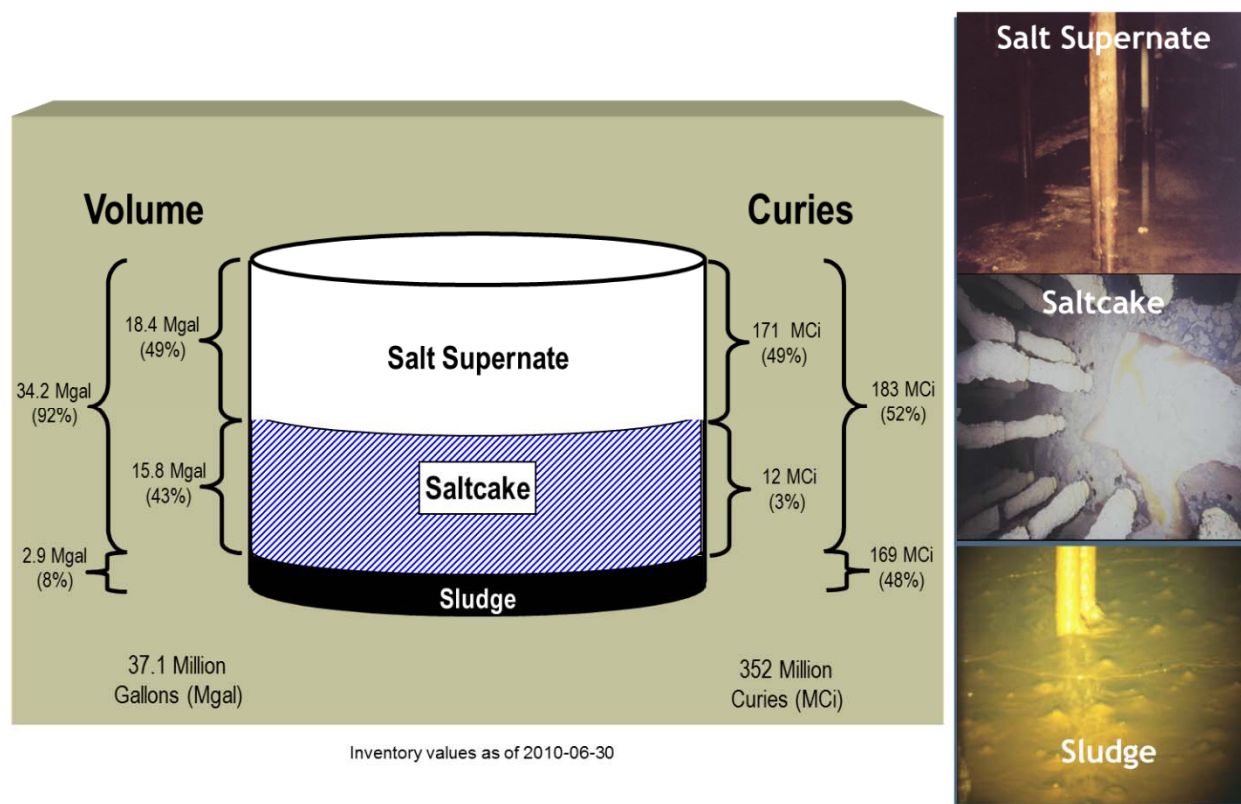 Volume
Curies
18.4 Mgal
(49%)
34.2 Mgal
(92%)
15.8 Mgal
(43%)
2.9 Mgal
(8%)
Salt Supernate
Saltcake
Sludge
171 MCi
(49%)
183 MCi
(52%)
12 MCi
(3%)
169 MCi
(48%)
37.1 Million
Gallons (Mgal)
352 Million
Curies (MCi)
Inventory values as of 2010-06-30
Salt Supernate
Saltcake
Sludge